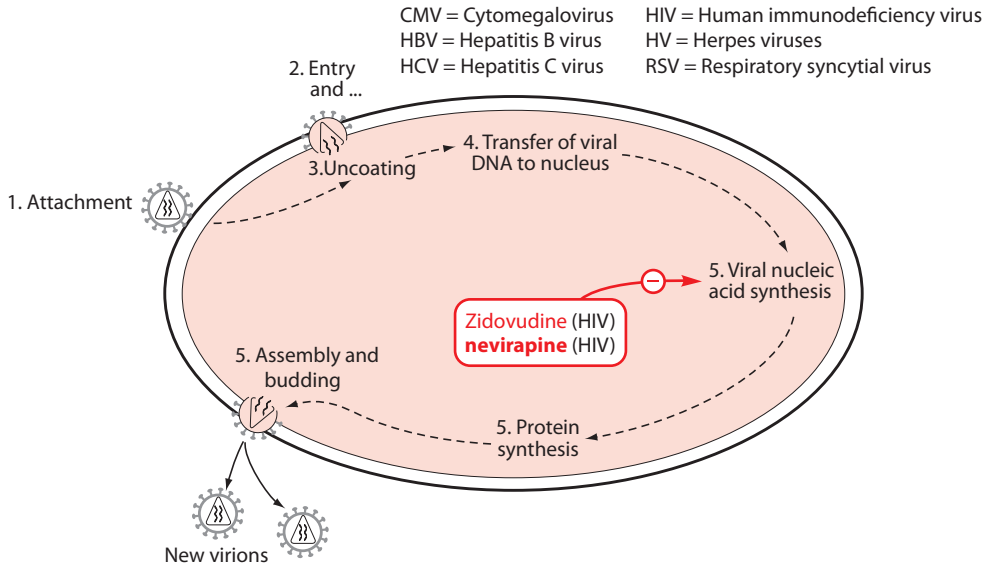 CMV = Cytomegalovirus
HBV = Hepatitis B virus
HCV = Hepatitis C virus
HIV = Human immunodeficiency virus
HV = Herpes viruses
RSV = Respiratory syncytial virus
2. Entry
and ...
3.Uncoating
4. Transfer of viral
DNA to nucleus
1. Attachment
5. Viral nucleic
acid synthesis
−
Zidovudine (HIV)
nevirapine (HIV)
5. Assembly and
budding
5. Protein
synthesis
New virions